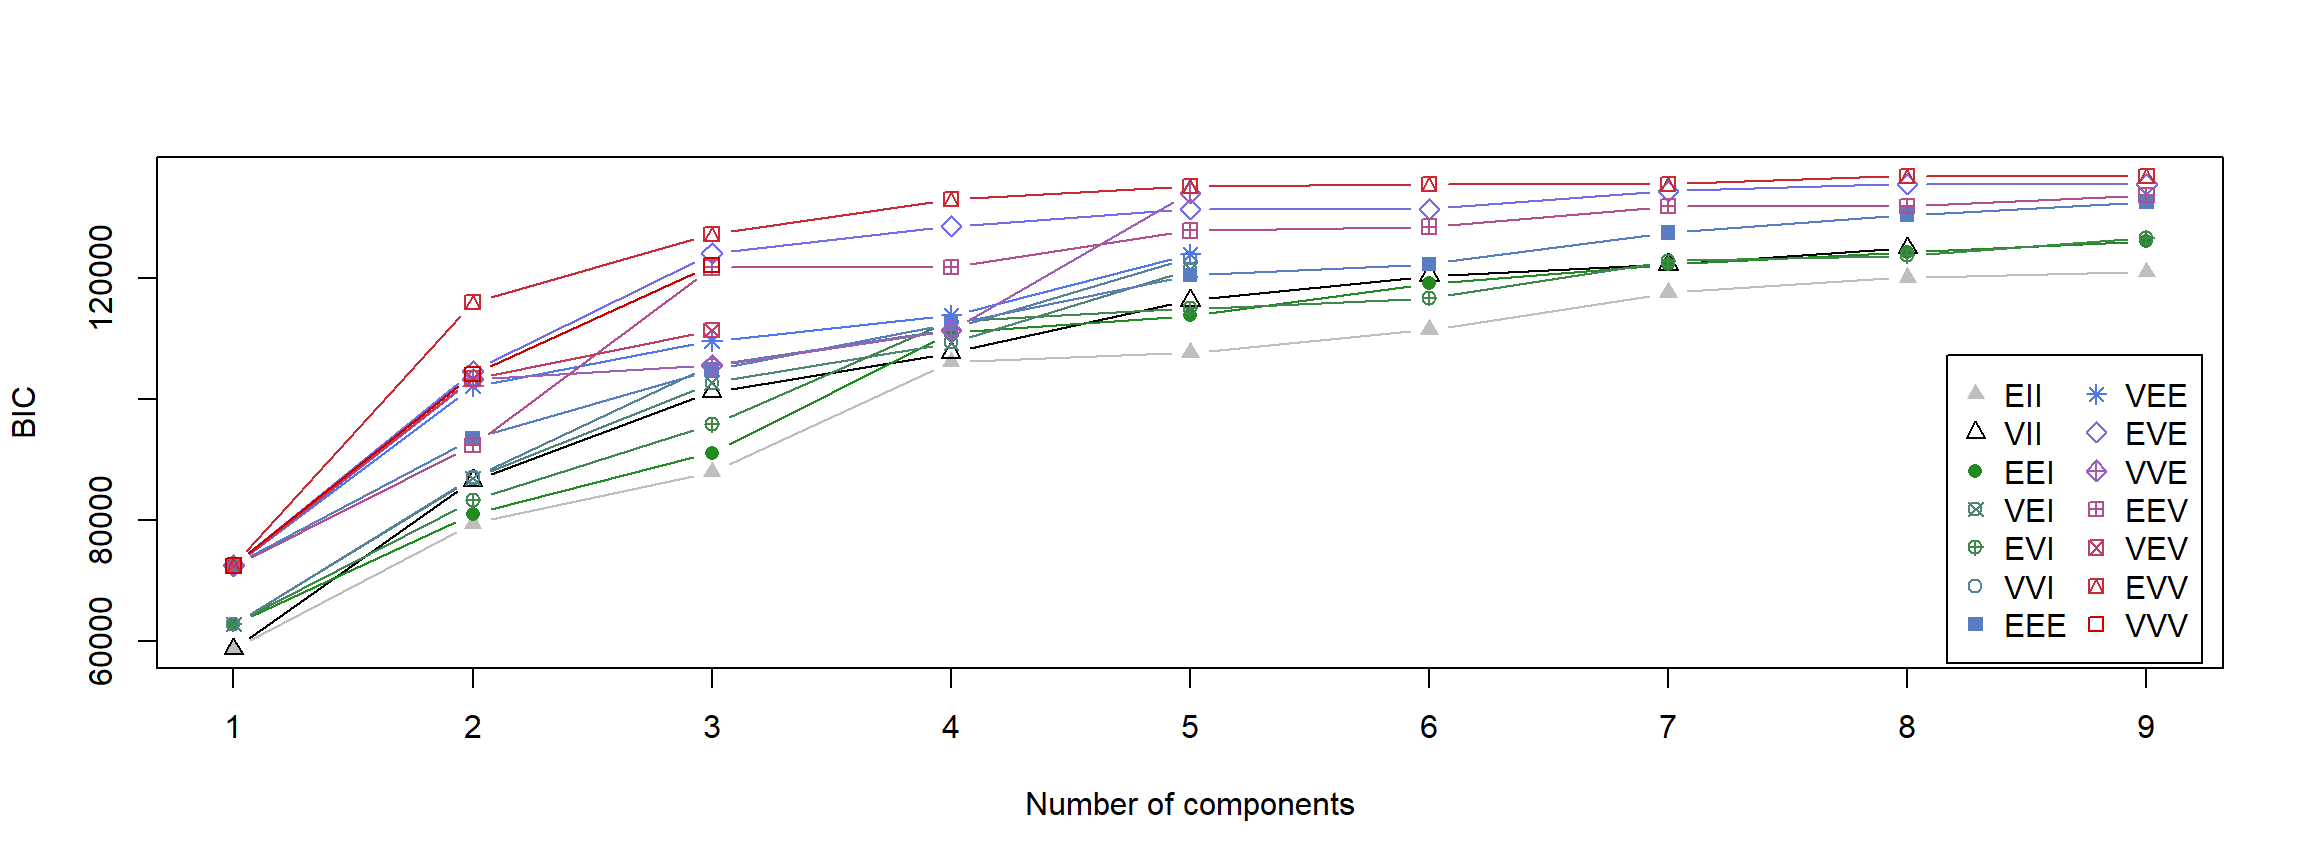 BIC
120000
80000
60000
1 2 3 4 5 6 7 8 9
Number of components
EII VEE
VII EVE
EEI VVE
VEI EEV
EVI VEV
VVI EVV
EEE VVV